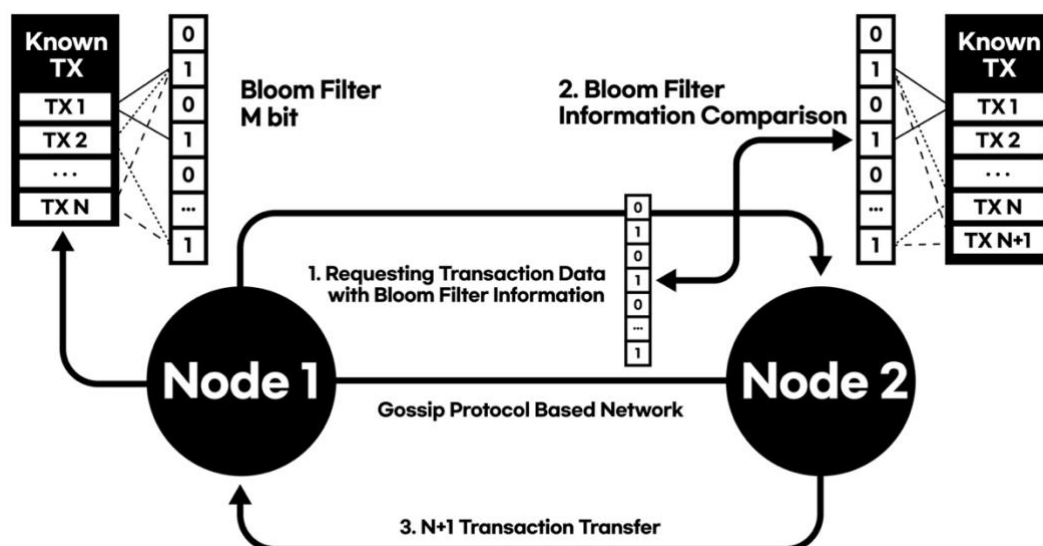 Known
TX
TX 1
TX 2
...
TX N
0
1
0
1
0
...
1
Bloom Filter
M bit
2. Bloom Filter
Information Comparison
0
1
0
1
0
...
1
Known
TX
TX 1
TX 2
...
TX N
TX N+1
1. Requesting Transaction Data
with Bloom Filter Information
0
1
0
1
0
...
1
Node 1
Node 2
Gossip Protocol Based Network
3. N+1 Transaction Transfer